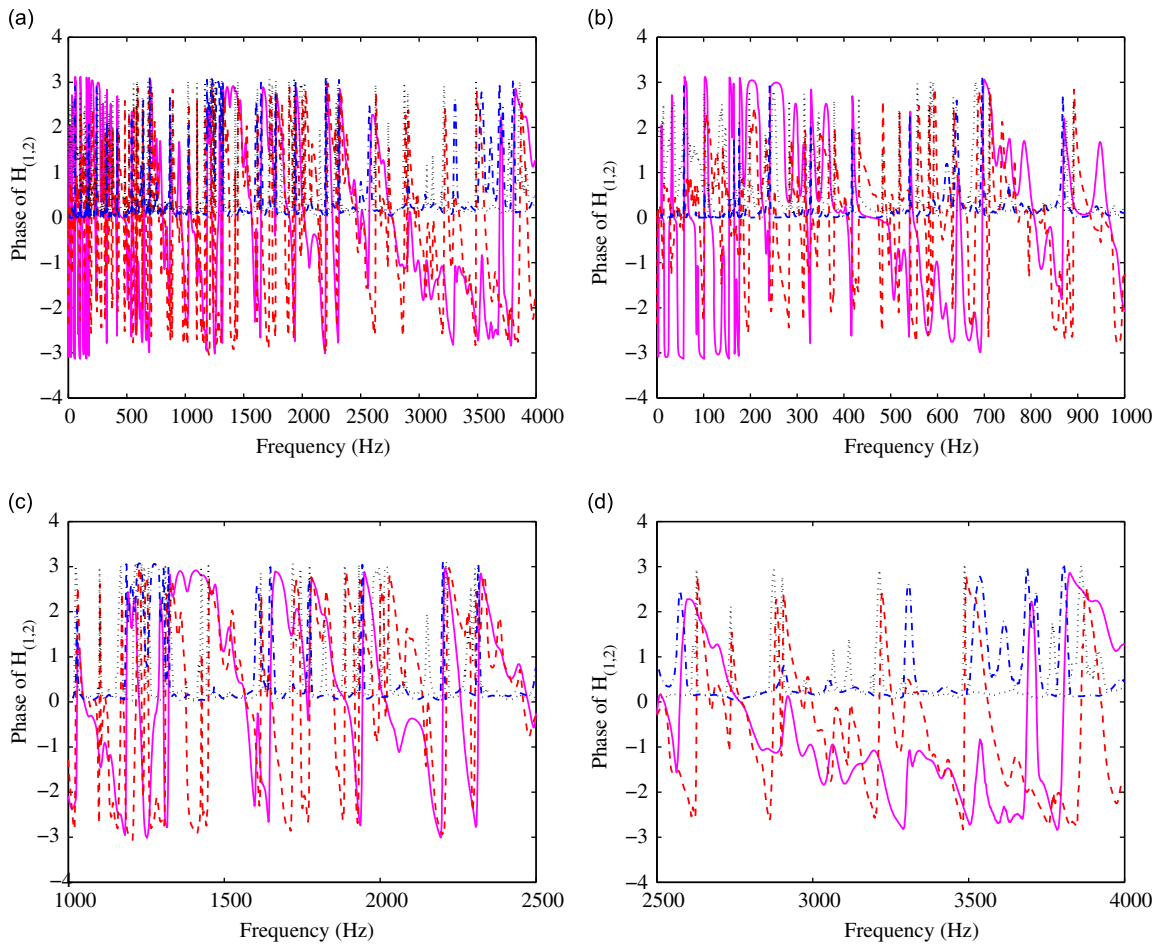 (a)
4
3
2
1
0
−1
−2
−3
−4
Phase of H(1,2)
0 500 1000 1500 2000 2500 3000 3500 4000
Frequency (Hz)
(b)
4
3
2
1
0
−1
−2
−3
−4
Phase of H(1,2)
0 100 200 300 400 500 600 700 800 900 1000
Frequency (Hz)
(c)
4
3
2
1
0
−1
−2
−3
−4
Phase of H(1,2)
1000 1500 2000 2500
Frequency (Hz)
(d)
4
3
2
1
0
−1
−2
−3
−4
Phase of H(1,2)
2500 3000 3500 4000
Frequency (Hz)